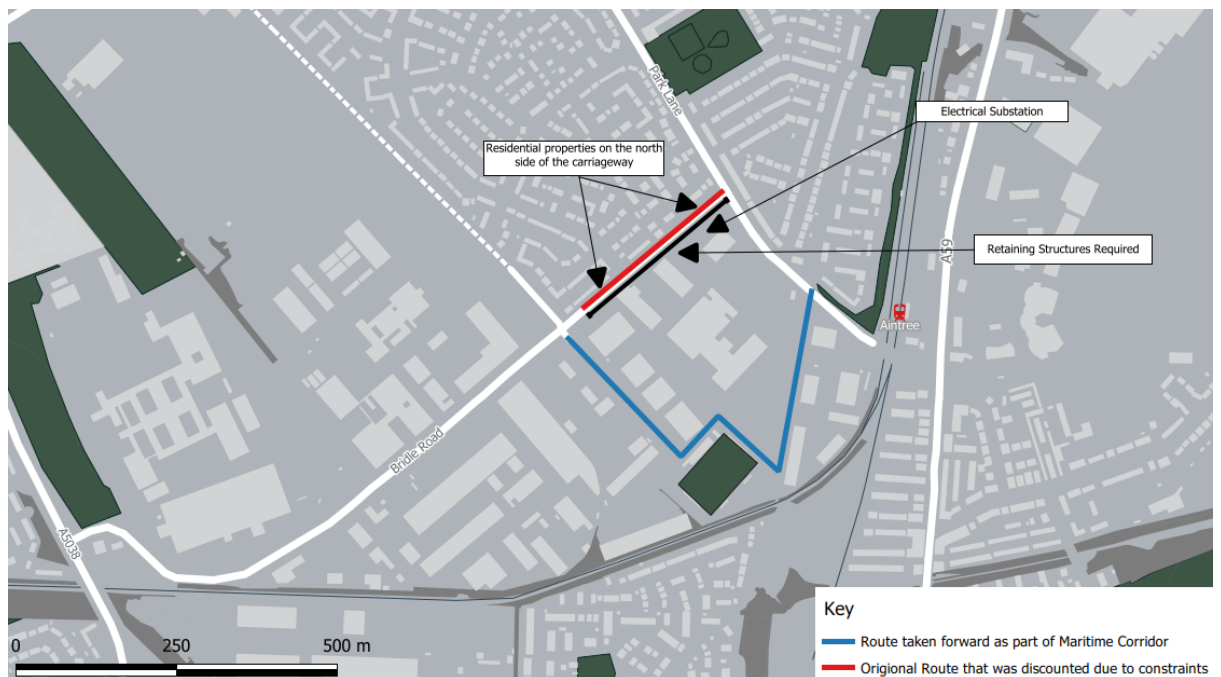 Park Lane
Electrical Substation
Residential properties on the north
side of the carriageway
Retaining Structures Required
A59
Aintree
Bridle Road
A5038
0 250 500 m
Key
Route taken forward as part of Maritime Corridor
Origional Route that was discounted due to constraints